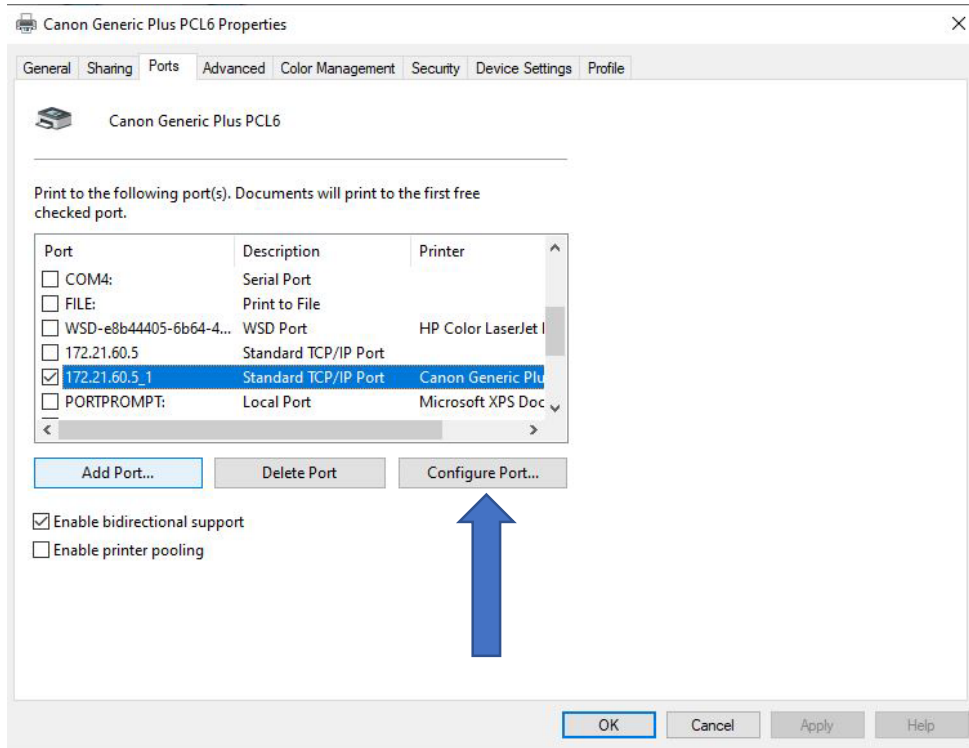 Canon Generic Plus PCL6 Properties
General Sharing Ports Advanced Color Management Security Device Settings Profile
Canon Generic Plus PCL6
Print to the following port(s). Documents will print to the first free
checked port.
Port Description Printer
COM4: Serial Port
FILE: Print to File
WSD-e8b44405-6b64-4... WSD Port HP Color LaserJet
172.21.60.5 Standard TCP/IP Port
172.21.60.5_1 Standard TCP/IP Port Canon Generic Plu
PORTPROMPT: Local Port Microsoft XPS Doc
Add Port... Delete Port Configure Port...
Enable bidirectional support
Enable printer pooling
OK Cancel Apply Help